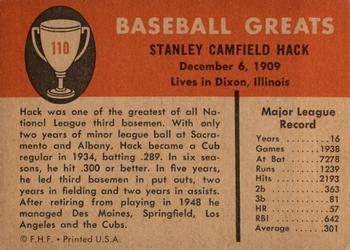 BASEBALL GREATS
110
STANLEY CAMFIELD HACK
December 6, 1909
Lives in Dixon, Illinois
Hack was one of the greatest of all Na-
tional League third basemen. With only
two years of minor league ball at Sacra-
mento and Albany, Hack became a Cub
regular in 1934, batting .289. In six sea-
sons, he hit .300 or better. In five years,
he led third basemen in put outs, two
years in fielding and two years in assists.
After retiring from playing in 1948 he
managed Des Moines, Springfield, Los
Angeles and the Cubs.
© F.H.F. • Printed U.S.A.
Major League
Record
Years 16
Games 1938
At Bat 7278
Runs 1239
Hits 2193
2b 363
3b 81
HR 57
RBI 642
Average .301